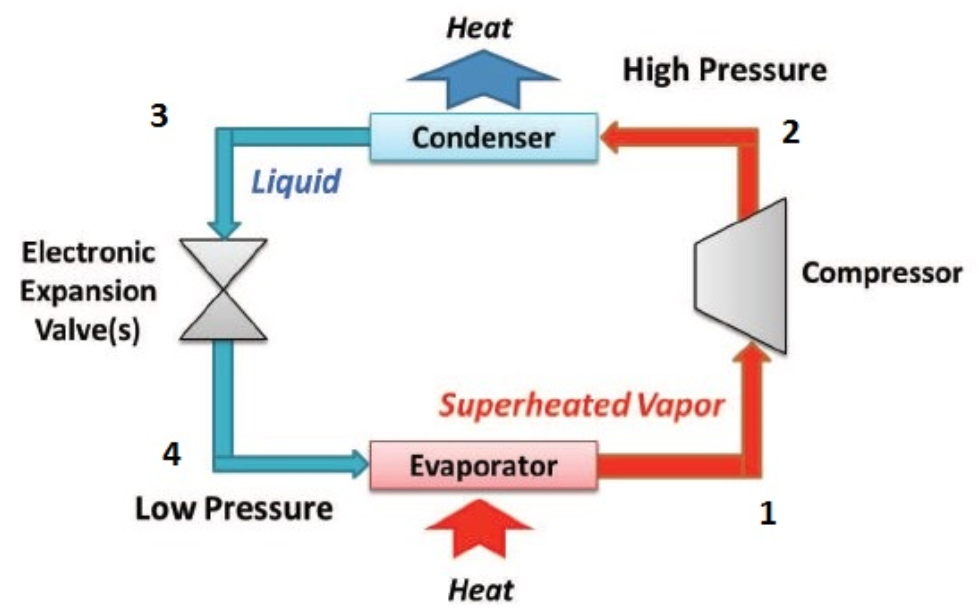 Heat
High Pressure
3
Condenser
2
Liquid
Electronic
Expansion
Valve(s)
Compressor
Superheated Vapor
4
Evaporator
Low Pressure
1
Heat